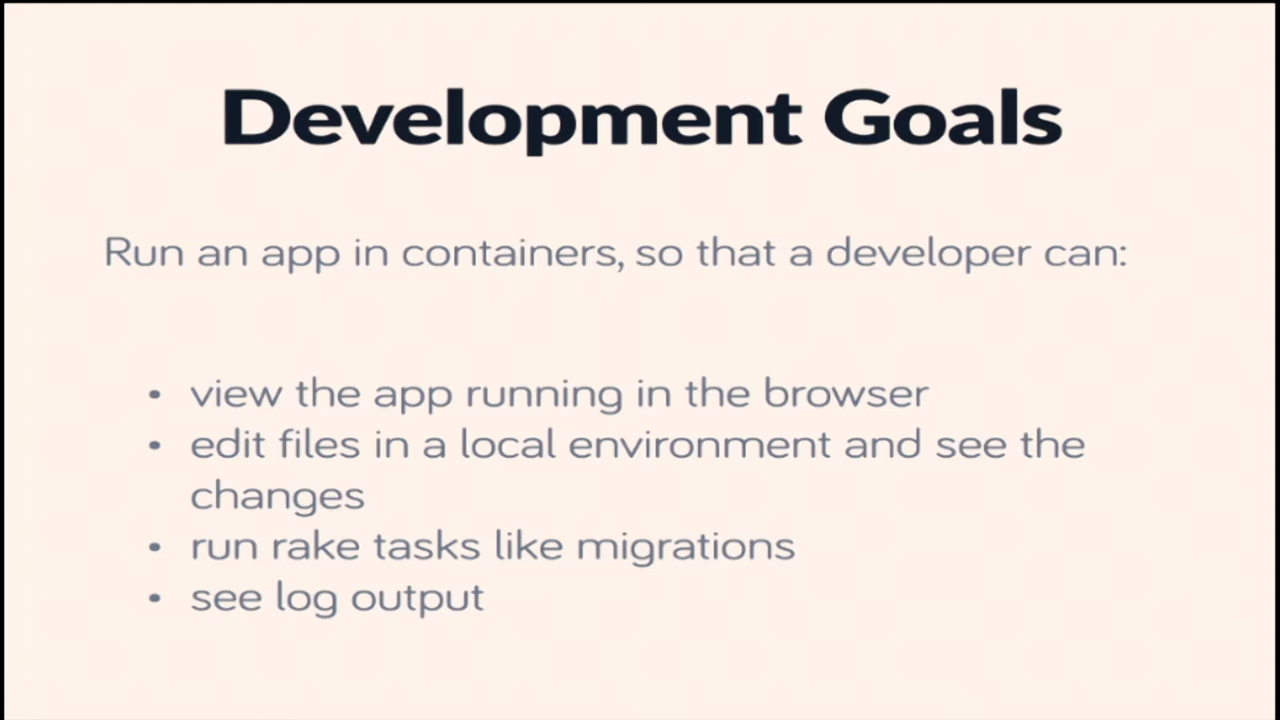 Development Goals
Run an app in containers, so that a developer can:
• view the app running in the browser
• edit files in a local environment and see the
changes
• run rake tasks like migrations
• see log output